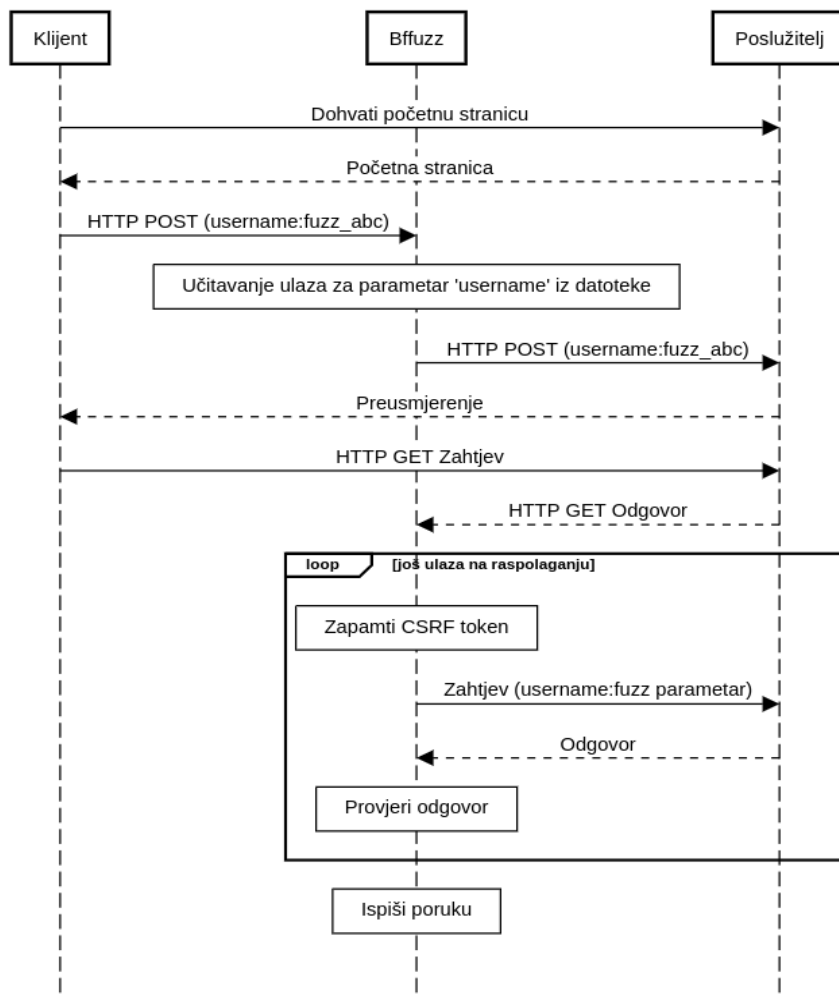 Klijent
Bffuzz
Poslužitelj
Dohvati početnu stranicu
Početna stranica
HTTP POST (username:fuzz_abc)
Učitavanje ulaza za parametar 'username' iz datoteke
HTTP POST (username:fuzz_abc)
Preusmjerenje
HTTP GET Zahtjev
HTTP GET Odgovor
loop
[još ulaza na raspolaganju]
Zapamti CSRF token
Zahtjev (username:fuzz parametar)
Odgovor
Provjeri odgovor
Ispiši poruku